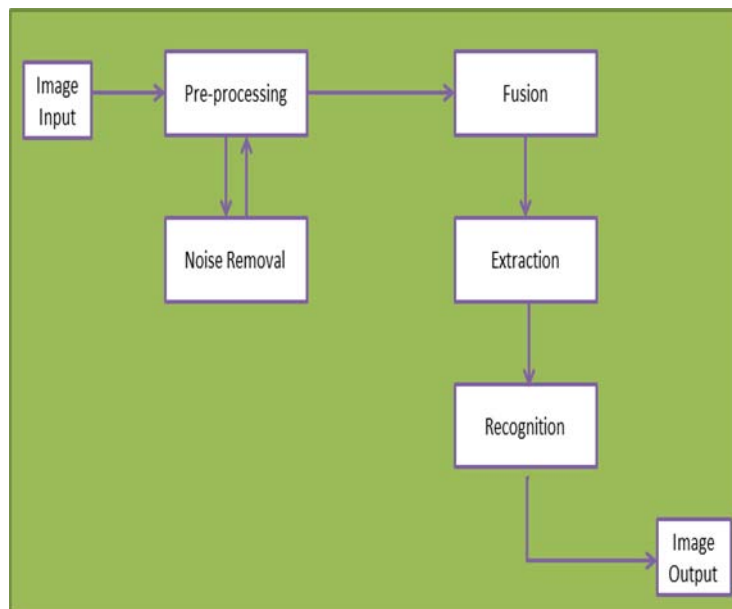 Image
Input
Pre-processing
Fusion
Noise Removal
Extraction
Recognition
Image
Output